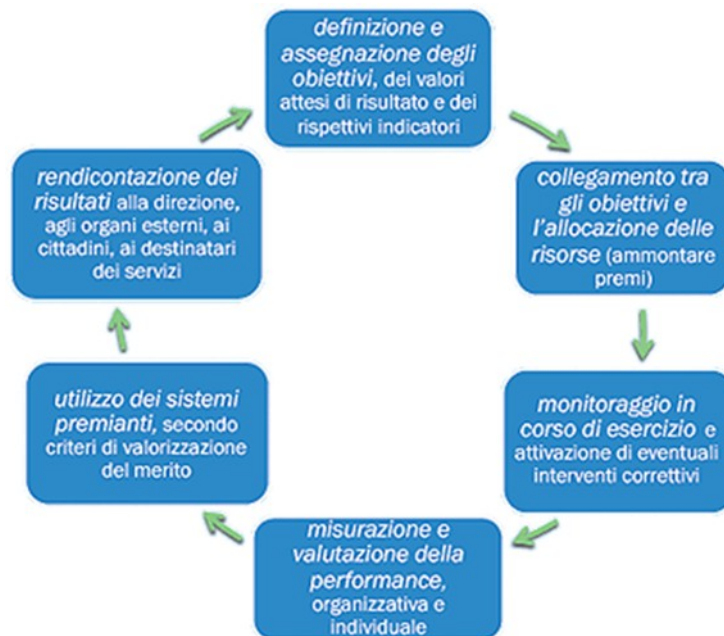 definizione e
assegnazione degli
obiettivi, dei valori
attesi di risultato e dei
rispettivi indicatori
collegamento tra
gli obiettivi e
l'allocazione delle
risorse (ammontare
premi)
monitoraggio in
corso di esercizio e
attivazione di eventuali
interventi correttivi
misurazione e
valutazione della
performance,
organizzativa e
individuale
utilizzo dei sistemi
premianti, secondo
criteri di valorizzazione
del merito
rendicontazione dei
risultati alla direzione,
agli organi esterni, ai
cittadini, ai destinatari
dei servizi